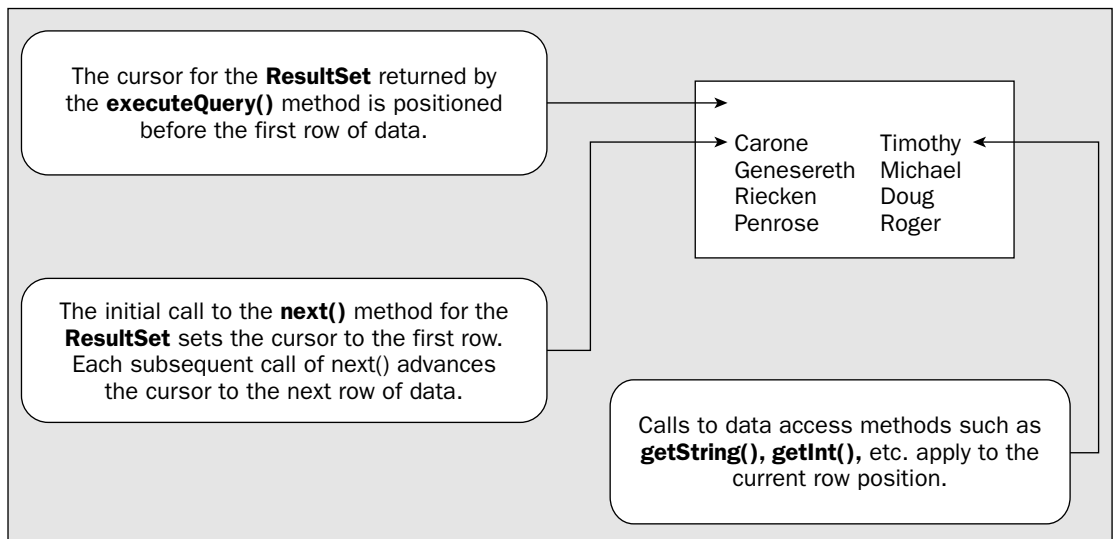 The cursor for the ResultSet returned by
the executeQuery() method is positioned
before the first row of data.
Carone Timothy
Genesereth Michael
Riecken Doug
Penrose Roger
The initial call to the next() method for the
ResultSet sets the cursor to the first row.
Each subsequent call of next() advances
the cursor to the next row of data.
Calls to data access methods such as
getString(), getInt(), etc. apply to the
current row position.